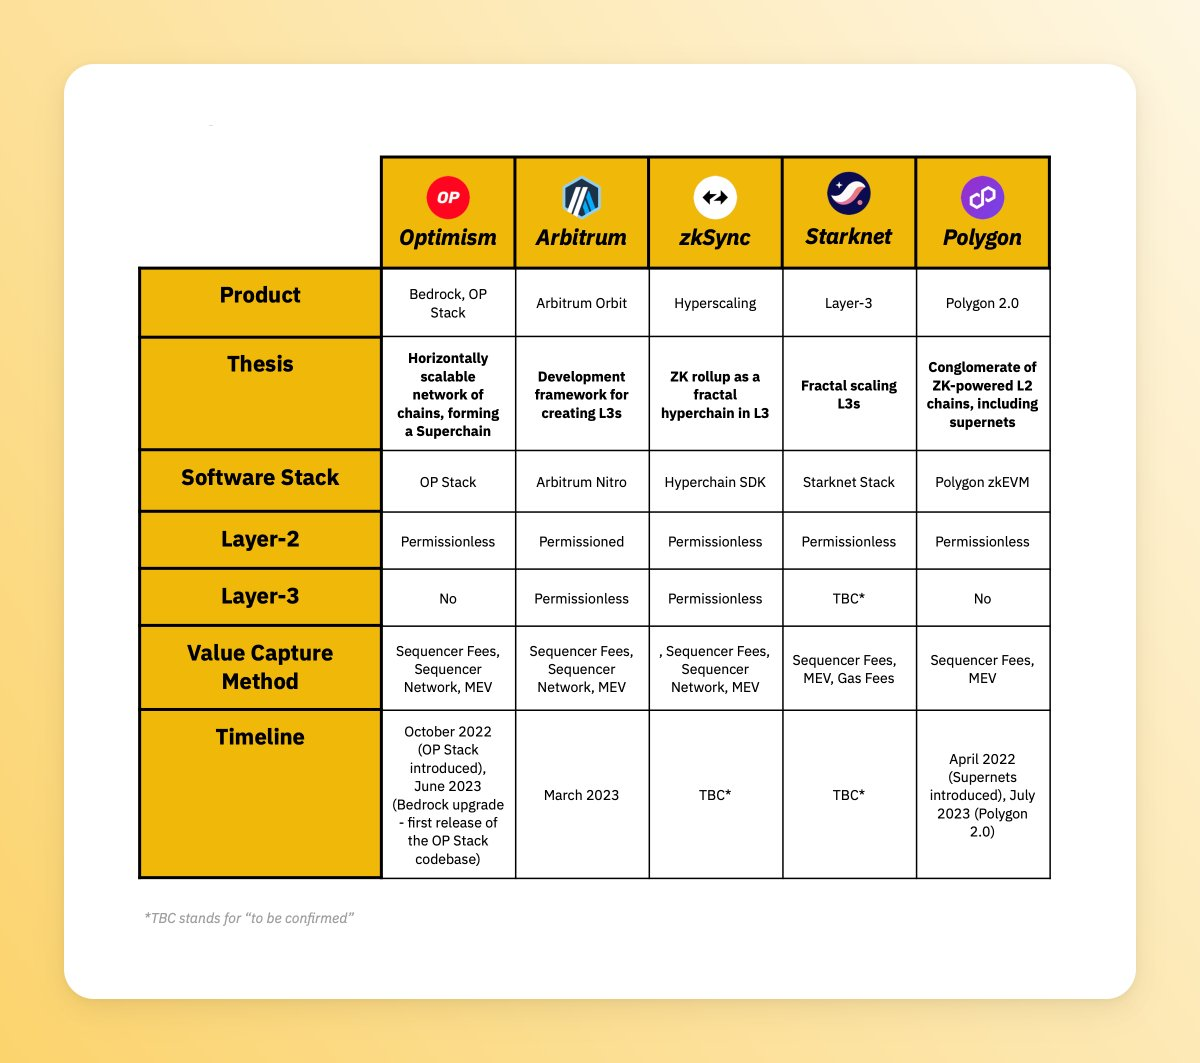 OP
Optimism
Arbitrum
zkSync
Starknet
Polygon
Product
Bedrock, OP
Stack
Arbitrum Orbit
Hyperscaling
Layer-3
Polygon 2.0
Thesis
Horizontally
scalable
network of
chains, forming
a Superchain
Development
framework for
creating L3s
ZK rollup as a
fractal
hyperchain in L3
Fractal scaling
L3s
Conglomerate of
ZK-powered L2
chains, including
supernets
Software Stack
OP Stack
Arbitrum Nitro
Hyperchain SDK
Starknet Stack
Polygon zkEVM
Layer-2
Permissionless
Permissioned
Permissionless
Permissionless
Permissionless
Layer-3
No
Permissionless
Permissionless
TBC*
No
Value Capture
Method
Sequencer Fees,
Sequencer
Network, MEV
Sequencer Fees,
Sequencer
Network, MEV
, Sequencer Fees,
Sequencer
Network, MEV
Sequencer Fees,
MEV, Gas Fees
Sequencer Fees,
MEV
Timeline
October 2022
(OP Stack
introduced),
June 2023
(Bedrock upgrade
- first release of
the OP Stack
codebase)
March 2023
TBC*
TBC*
April 2022
(Supernets
introduced), July
2023 (Polygon
2.0)
*TBC stands for “to be confirmed”